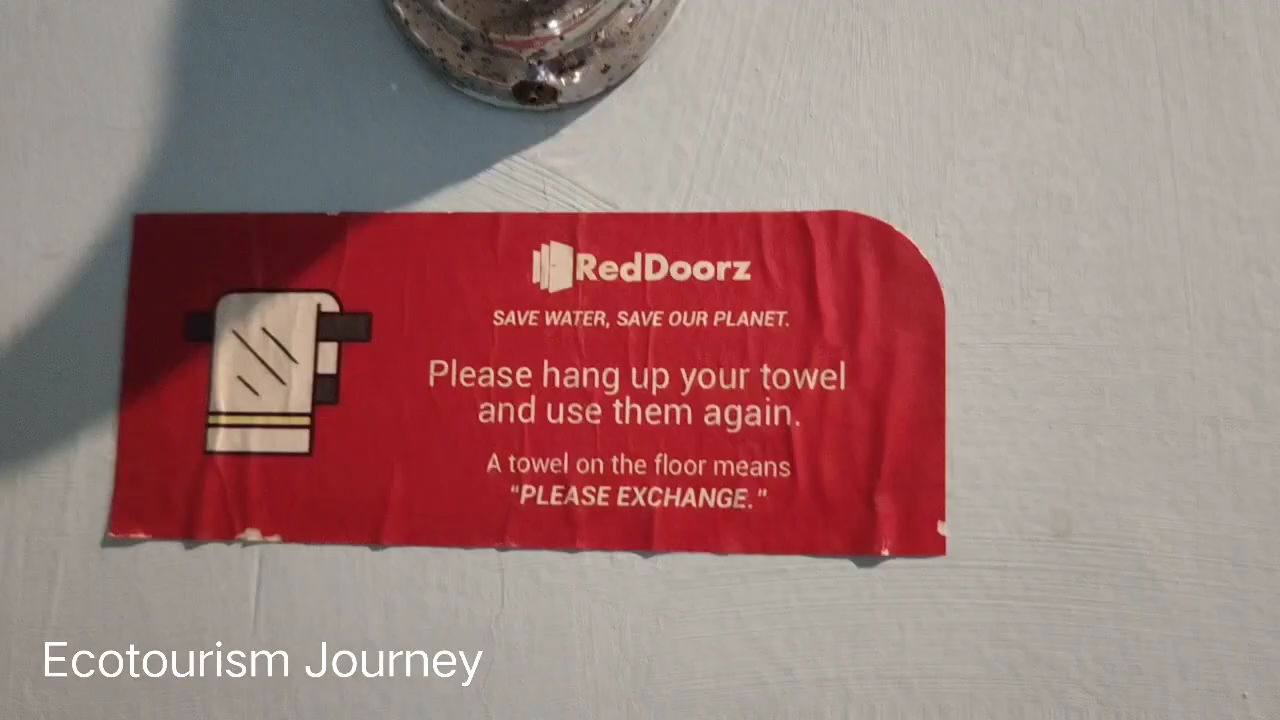 RedDoorz
SAVE WATER, SAVE OUR PLANET.
Please hang up your towel
and use them again.
A towel on the floor means
"PLEASE EXCHANGE."
Ecotourism Journey